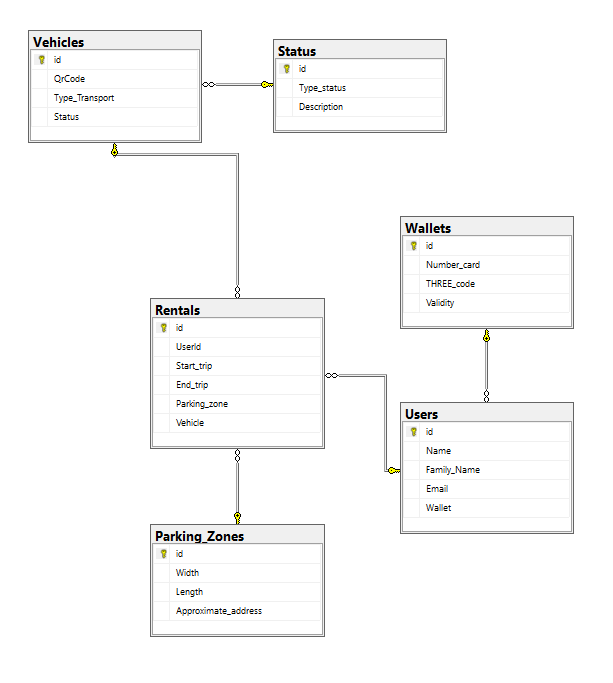 Vehicles
id
QrCode
Type_Transport
Status
Status
id
Type_status
Description
Wallets
id
Number_card
THREE_code
Validity
Rentals
id
UserId
Start_trip
End_trip
Parking_zone
Vehicle
Users
id
Name
Family_Name
Email
Wallet
Parking_Zones
id
Width
Length
Approximate_address